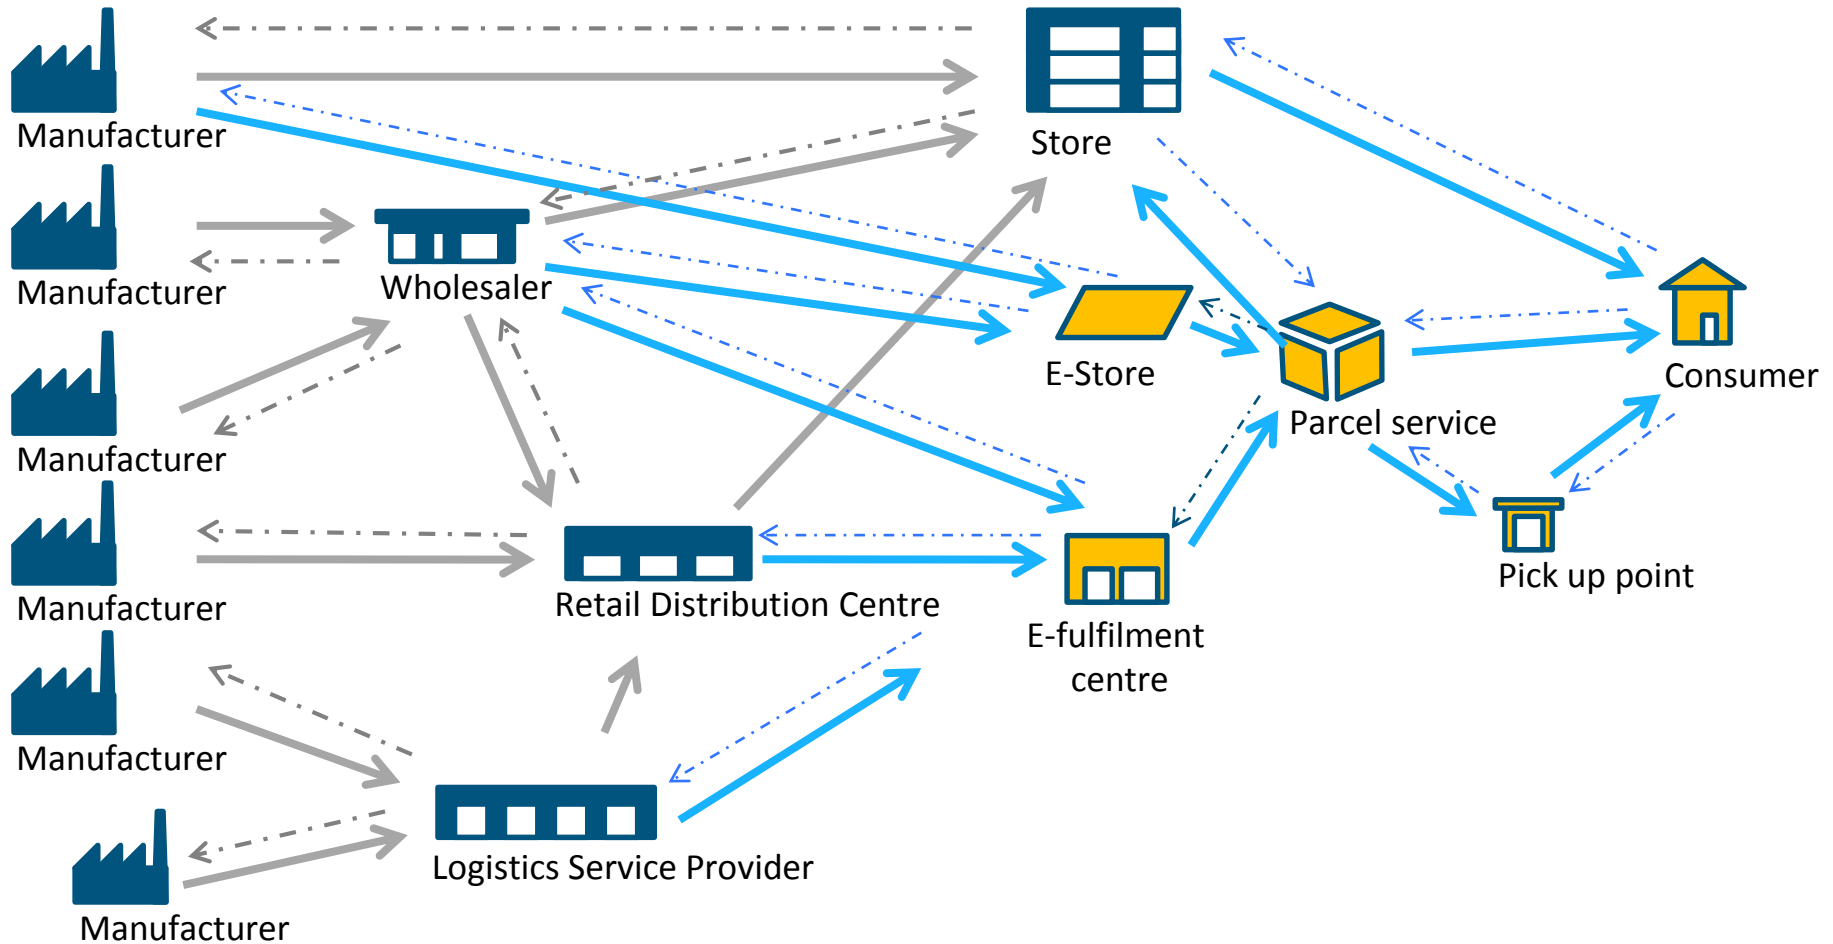 Manufacturer
Store
Manufacturer
Wholesaler
E-Store
Consumer
Parcel service
Manufacturer
Manufacturer
Retail Distribution Centre
Pick up point
E-fulfilment
centre
Manufacturer
Logistics Service Provider
Manufacturer